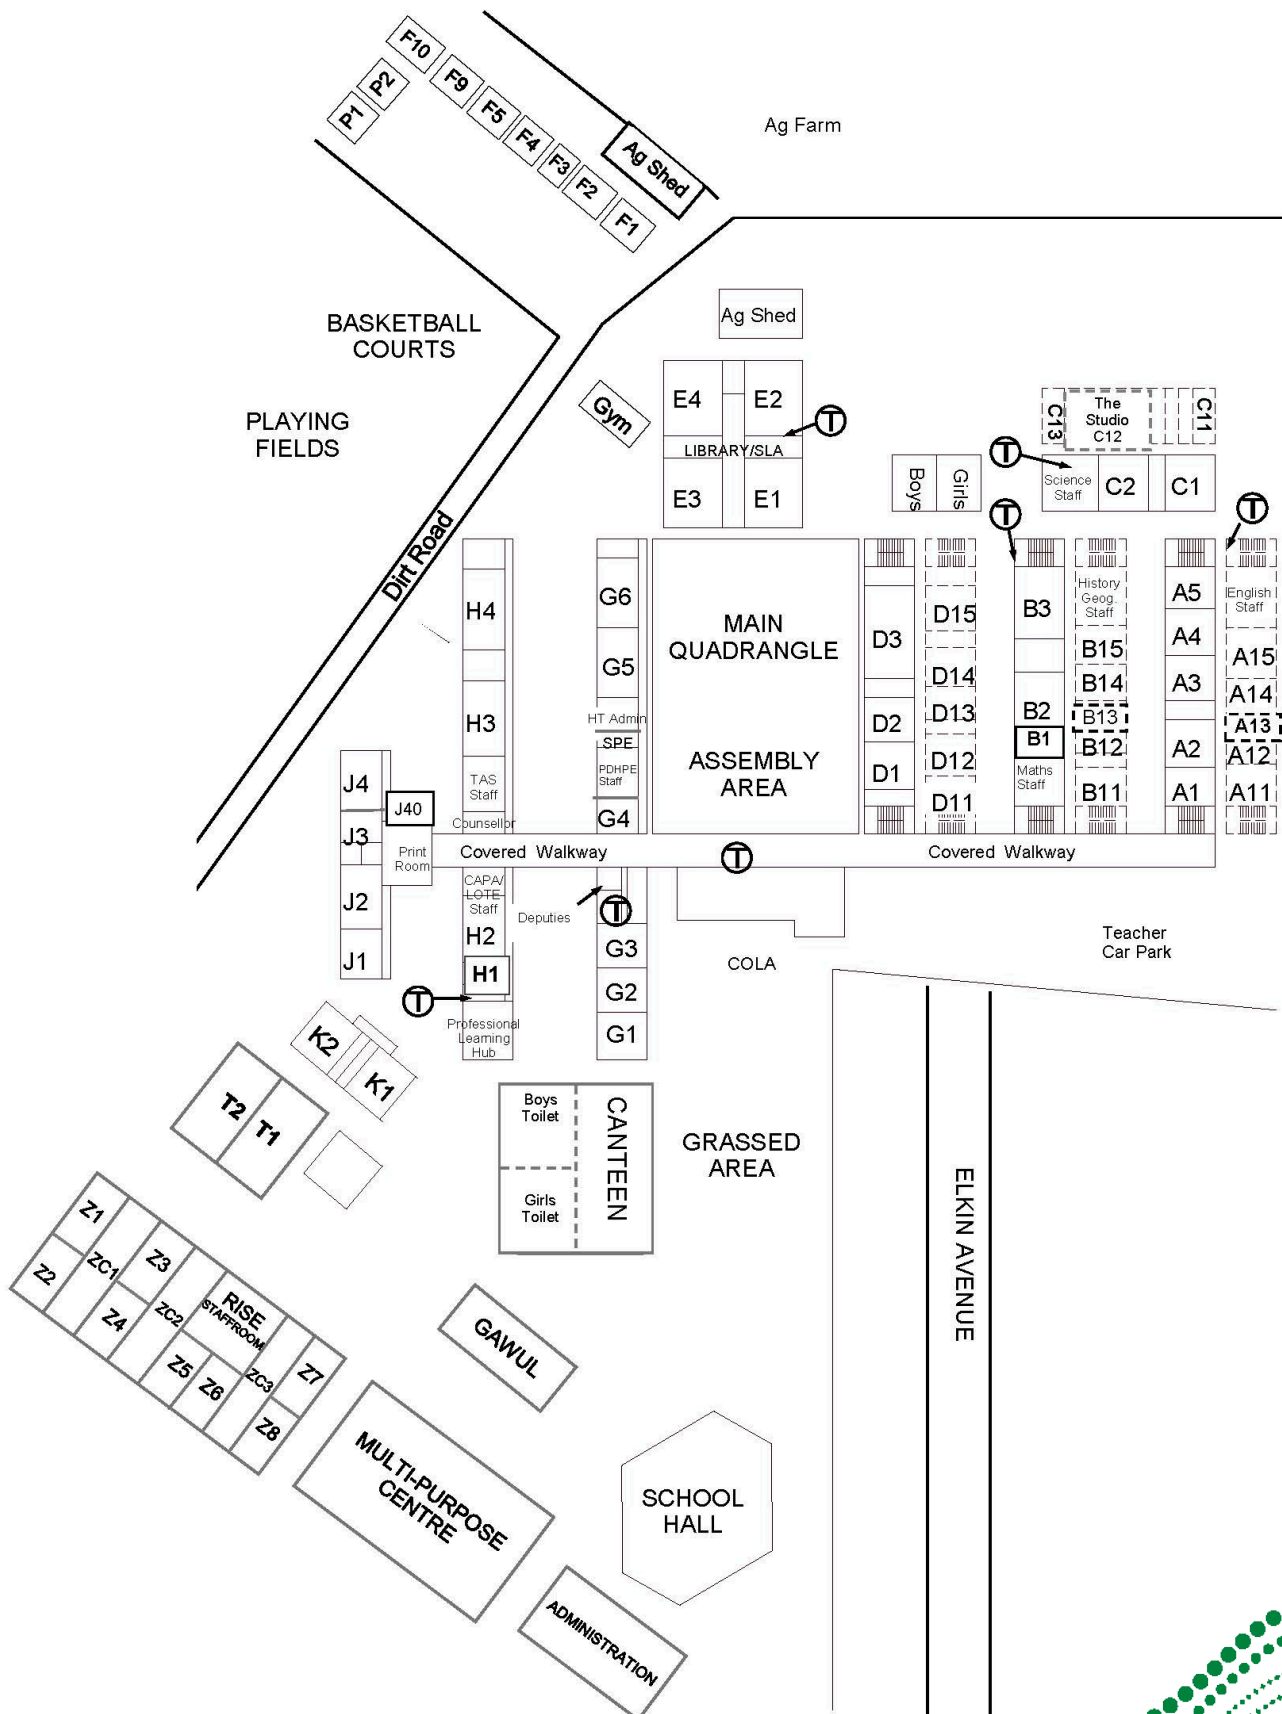 F10
F9
F5
F4
F3
F2
F1
P2
P1
Ag Shed
Ag Farm
BASKETBALL
COURTS
PLAYING
FIELDS
Dirt Road
Ag Shed
Gym
E4
E2
LIBRARY/SLA
E3
E1
T
C13
The
Studio
C12
C11
T
Science
Staff
C2
C1
Boys
Girls
T
T
H4
H3
TAS
Staff
Counsellor
G6
G5
HT Admin
SPE
PDHPE
Staff
G4
MAIN
QUADRANGLE
ASSEMBLY
AREA
D3
D2
D1
D15
D14
D13
D12
D11
B3
B2
B1
Maths
Staff
History
Geog.
Staff
B15
B14
B13
B12
B11
A5
A4
A3
A2
A1
English
Staff
A15
A14
A13
A12
A11
J4
J40
J3
Print
Room
J2
J1
Covered Walkway
T
Covered Walkway
CAPA/
LOTE
Staff
H2
H1
T
Professional
Learning
Hub
Deputies
T
G3
G2
G1
COLA
Teacher
Car Park
K2
K1
T2
T1
Boys
Toilet
Girls
Toilet
CANTEEN
GRASSED
AREA
ELKIN AVENUE
Z1
Z2
ZC1
Z3
Z4
ZC2
RISE
STAFFROOM
Z5
Z6
ZC3
Z7
Z8
GAWUL
MULTI-PURPOSE
CENTRE
SCHOOL
HALL
ADMINISTRATION